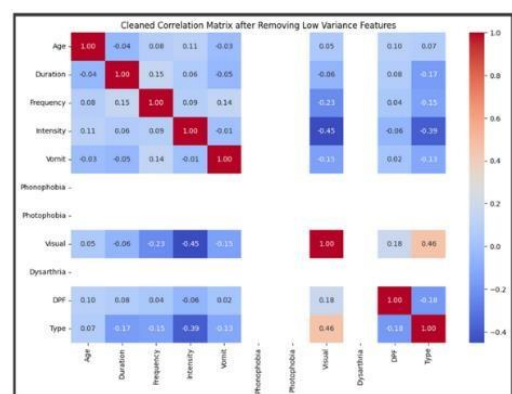 Cleaned Correlation Matrix after Removing Low Variance Features
Age 1.00 -0.04 0.08 0.11 -0.03 0.05 0.10 0.07
Duration -0.04 1.00 0.15 0.06 -0.05 -0.06 0.08 -0.17
Frequency 0.08 0.15 1.00 0.09 0.14 -0.23 0.04 -0.15
Intensity 0.11 0.06 0.09 1.00 -0.01 -0.45 -0.06 -0.39
Vomit -0.03 -0.05 0.14 -0.01 1.00 -0.15 0.02 -0.13
Phonophobia
Photophobia
Visual 0.05 -0.06 -0.23 -0.45 -0.15 1.00 0.18 0.46
Dysarthria
DPF 0.10 0.08 0.04 -0.06 0.02 0.18 1.00 -0.18
Type 0.07 -0.17 -0.15 -0.39 -0.13 0.46 -0.18 1.00
Age Duration Frequency Intensity Vomit Phonophobia Photophobia Visual Dysarthria DPF Type
1.0
0.8
0.6
0.4
0.2
0.0
-0.2
-0.4